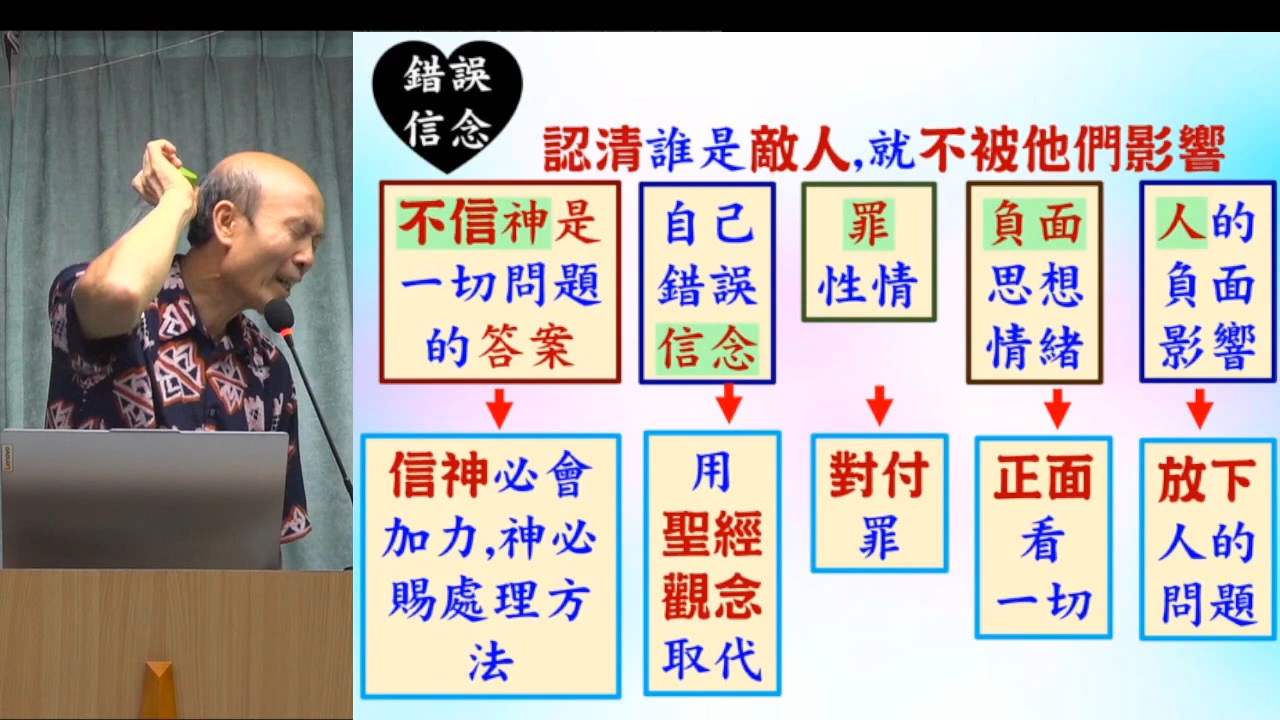 錯誤
信念
認清誰是敵人,就不被他們影響
不信神是
一切問題
的答案
自己
錯誤
信念
罪
性情
負面
思想
情緒
人的
負面
影響
信神必會
加力,神必
賜處理方
法
用
聖經
觀念
取代
對付
罪
正面
看
一切
放下
人的
問題
Lenovo